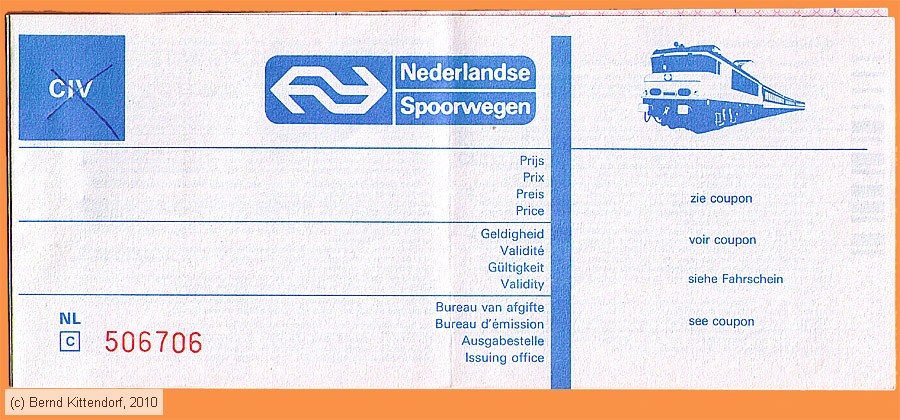 CIV
Nederlandse
Spoorwegen
Prijs
Prix
Preis
Price
zie coupon
Geldigheid
Validité
Gültigkeit
Validity
voir coupon
siehe Fahrschein
Bureau van afgifte
Bureau d'émission
Ausgabestelle
Issuing office
see coupon
NL
C 506706
(c) Bernd Kittendorf, 2010